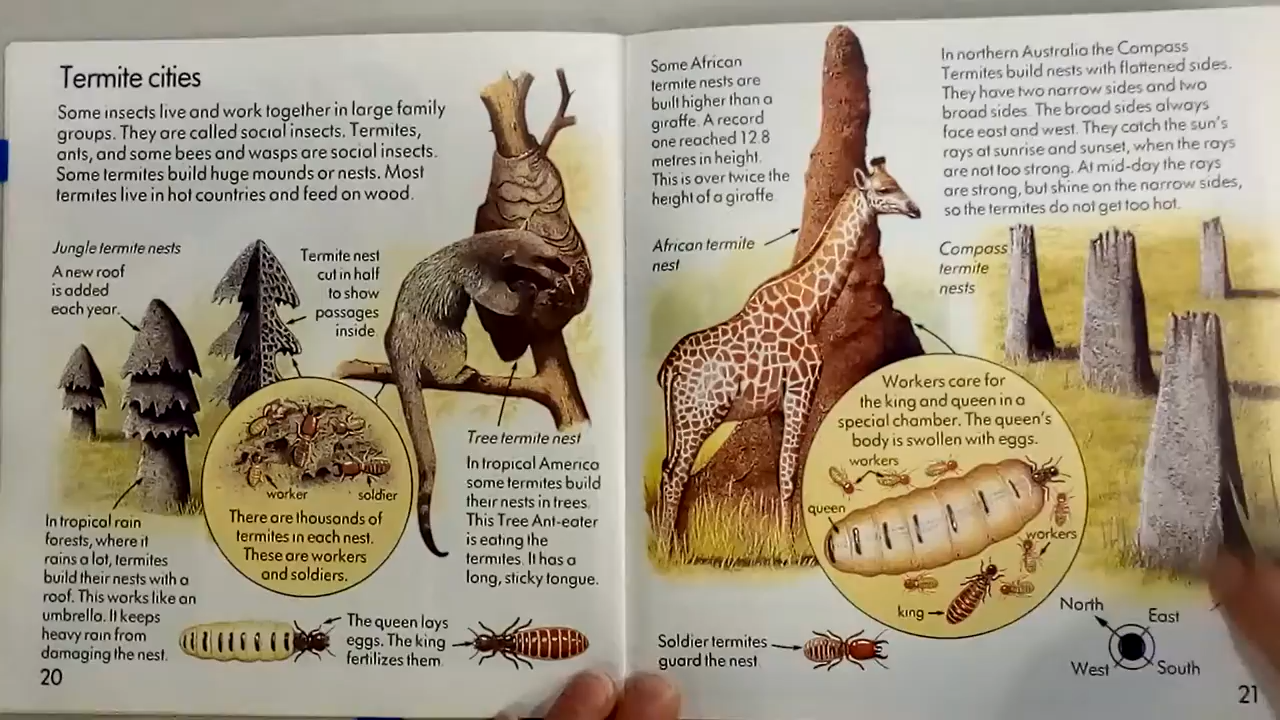 Termite cities
Some insects live and work together in large family
groups. They are called social insects. Termites,
ants, and some bees and wasps are social insects.
Some termites build huge mounds or nests. Most
termites live in hot countries and feed on wood.
Jungle termite nests
A new roof
is added
each year.
Termite nest
cut in half
to show
passages
inside
In tropical rain
forests, where it
rains a lot, termites
build their nests with a
roof. This works like an
umbrella. It keeps
heavy rain from
damaging the nest.
worker
soldier
There are thousands of
termites in each nest.
These are workers
and soldiers.
Tree termite nest
In tropical America
some termites build
their nests in trees.
This Tree Ant-eater
is eating the
termites. It has a
long, sticky tongue.
The queen lays
eggs. The king
fertilizes them.
20
Some African
termite nests are
built higher than a
giraffe. A record
one reached 12.8
metres in height.
This is over twice the
height of a giraffe
African termite
nest
In northern Australia the Compass
Termites build nests with flattened sides.
They have two narrow sides and two
broad sides. The broad sides always
face east and west. They catch the sun's
rays at sunrise and sunset, when the rays
are not too strong. At mid-day the rays
are strong, but shine on the narrow sides,
so the termites do not get too hot.
Compass
termite
nests
Workers care for
the king and queen in a
special chamber. The queen's
body is swollen with eggs.
workers
queen
workers
king
Soldier termites
guard the nest
North
East
West
South
21